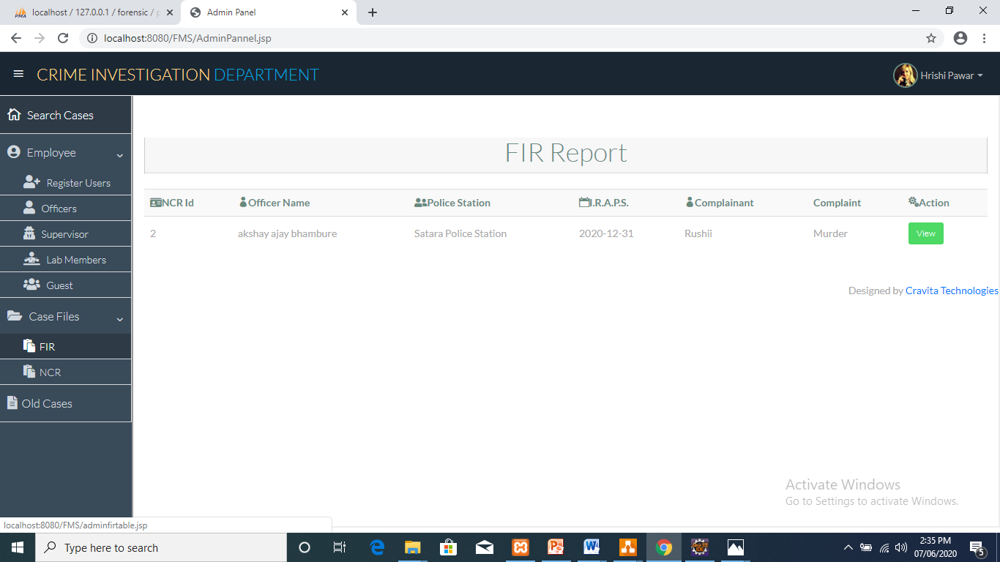 localhost / 127.0.0.1 / forensic /
Admin Panel
localhost:8080/FMS/AdminPannel.jsp
CRIME INVESTIGATION DEPARTMENT
Hrishi Pawar
Search Cases
Employee
Register Users
Officers
Supervisor
Lab Members
Guest
Case Files
FIR
NCR
Old Cases
FIR Report
NCR Id Officer Name Police Station I.R.A.P.S. Complainant Complaint Action
2 akshay ajay bhambure Satara Police Station 2020-12-31 Rushii Murder View
Designed by Cravita Technologies
Activate Windows
Go to Settings to activate Windows.
localhost:8080/FMS/adminfirtable.jsp
Type here to search
2:35 PM
07/06/2020
5